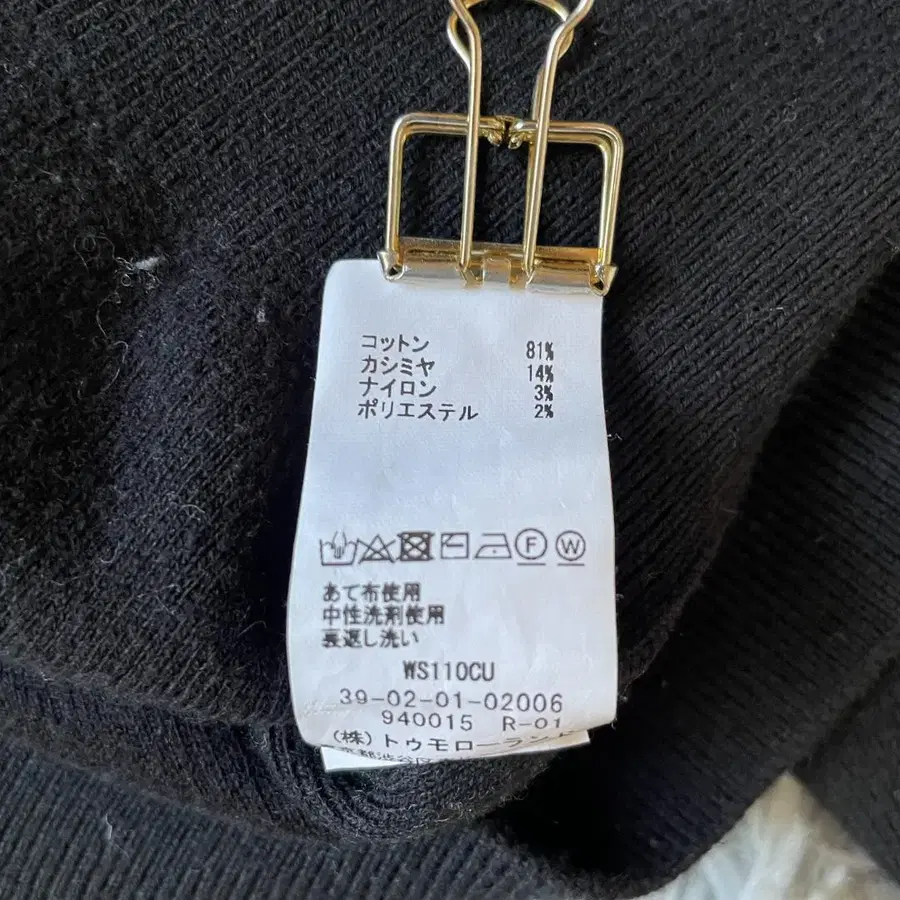 コットン 81%
カシミヤ 14%
ナイロン 3%
ポリエステル 2%
F W
あて布使用
中性洗剤使用
裏返し洗い
WS110CU
39-02-01-02006
940015 R-01
(株)トゥモローランド